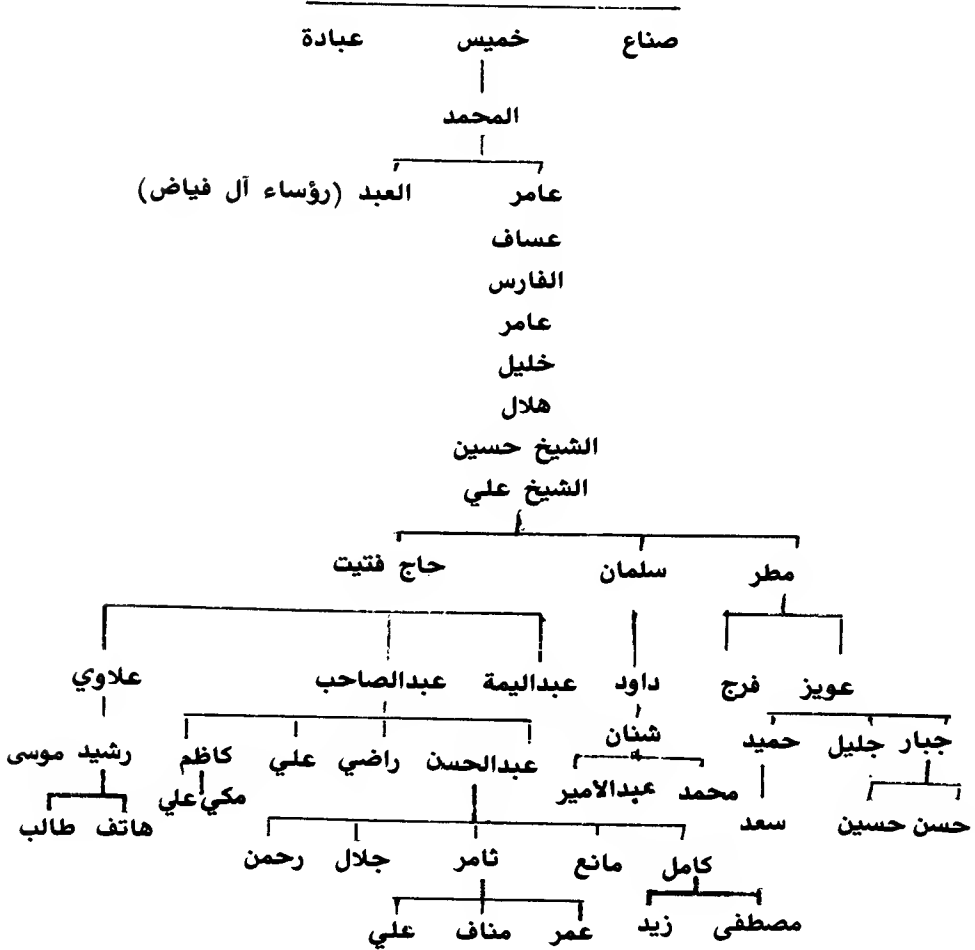 صناع خميس عبادة
المحمد
عامر العبد (رؤساء آل فياض)
عساف
الفارس
عامر
خليل
هلال
الشيخ حسين
الشيخ علي
مطر سلمان حاج فتيت
عويز فرج داود عبداليمة عبدالصاحب علاوي
جبار جليل حميد شنان عبدالحسن راضي علي كاظم رشيد موسى
حسن حسين سعد محمد عبدالامير مكي علي هاتف طالب
كامل مانع ثامر جلال رحمن
مصطفى زيد عمر مناف علي